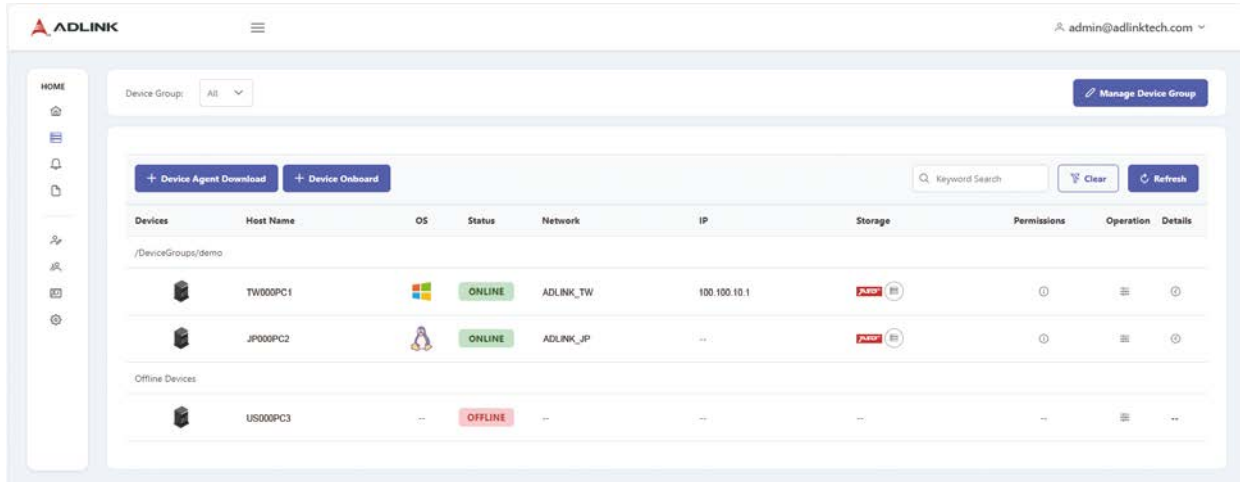 ADLINK
admin@adlinktech.com
HOME
Device Group: All
Manage Device Group
+ Device Agent Download + Device Onboard Keyword Search Clear Refresh
Devices Host Name OS Status Network IP Storage Permissions Operation Details
/DeviceGroups/demo
TW000PC1 ONLINE ADLINK_TW 100.100.10.1
JP000PC2 ONLINE ADLINK_JP --
Offline Devices
US000PC3 -- OFFLINE -- -- -- -- --